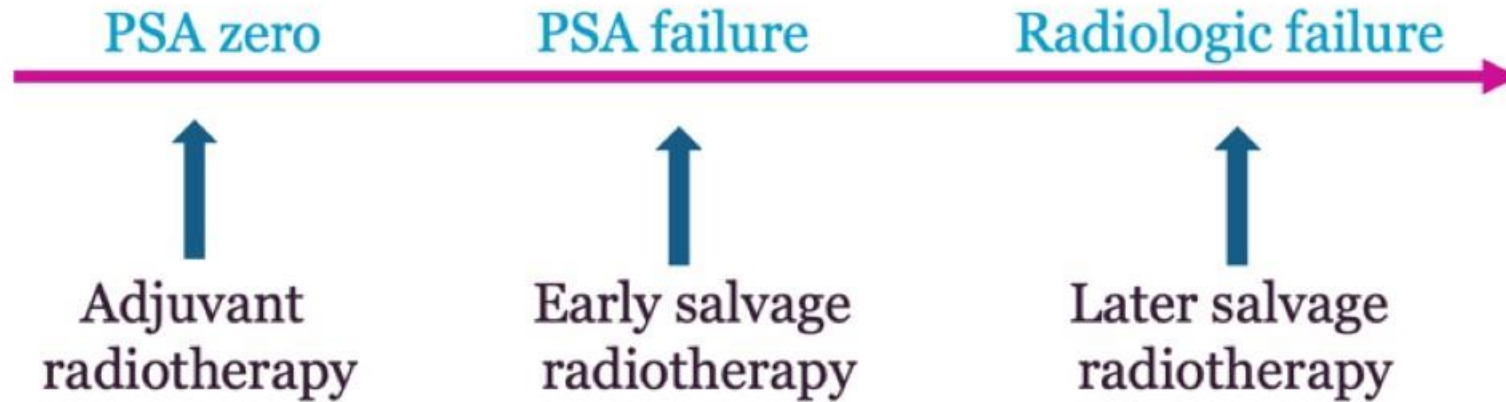 PSA zero PSA failure Radiologic failure
Adjuvant Early salvage Later salvage
radiotherapy radiotherapy radiotherapy